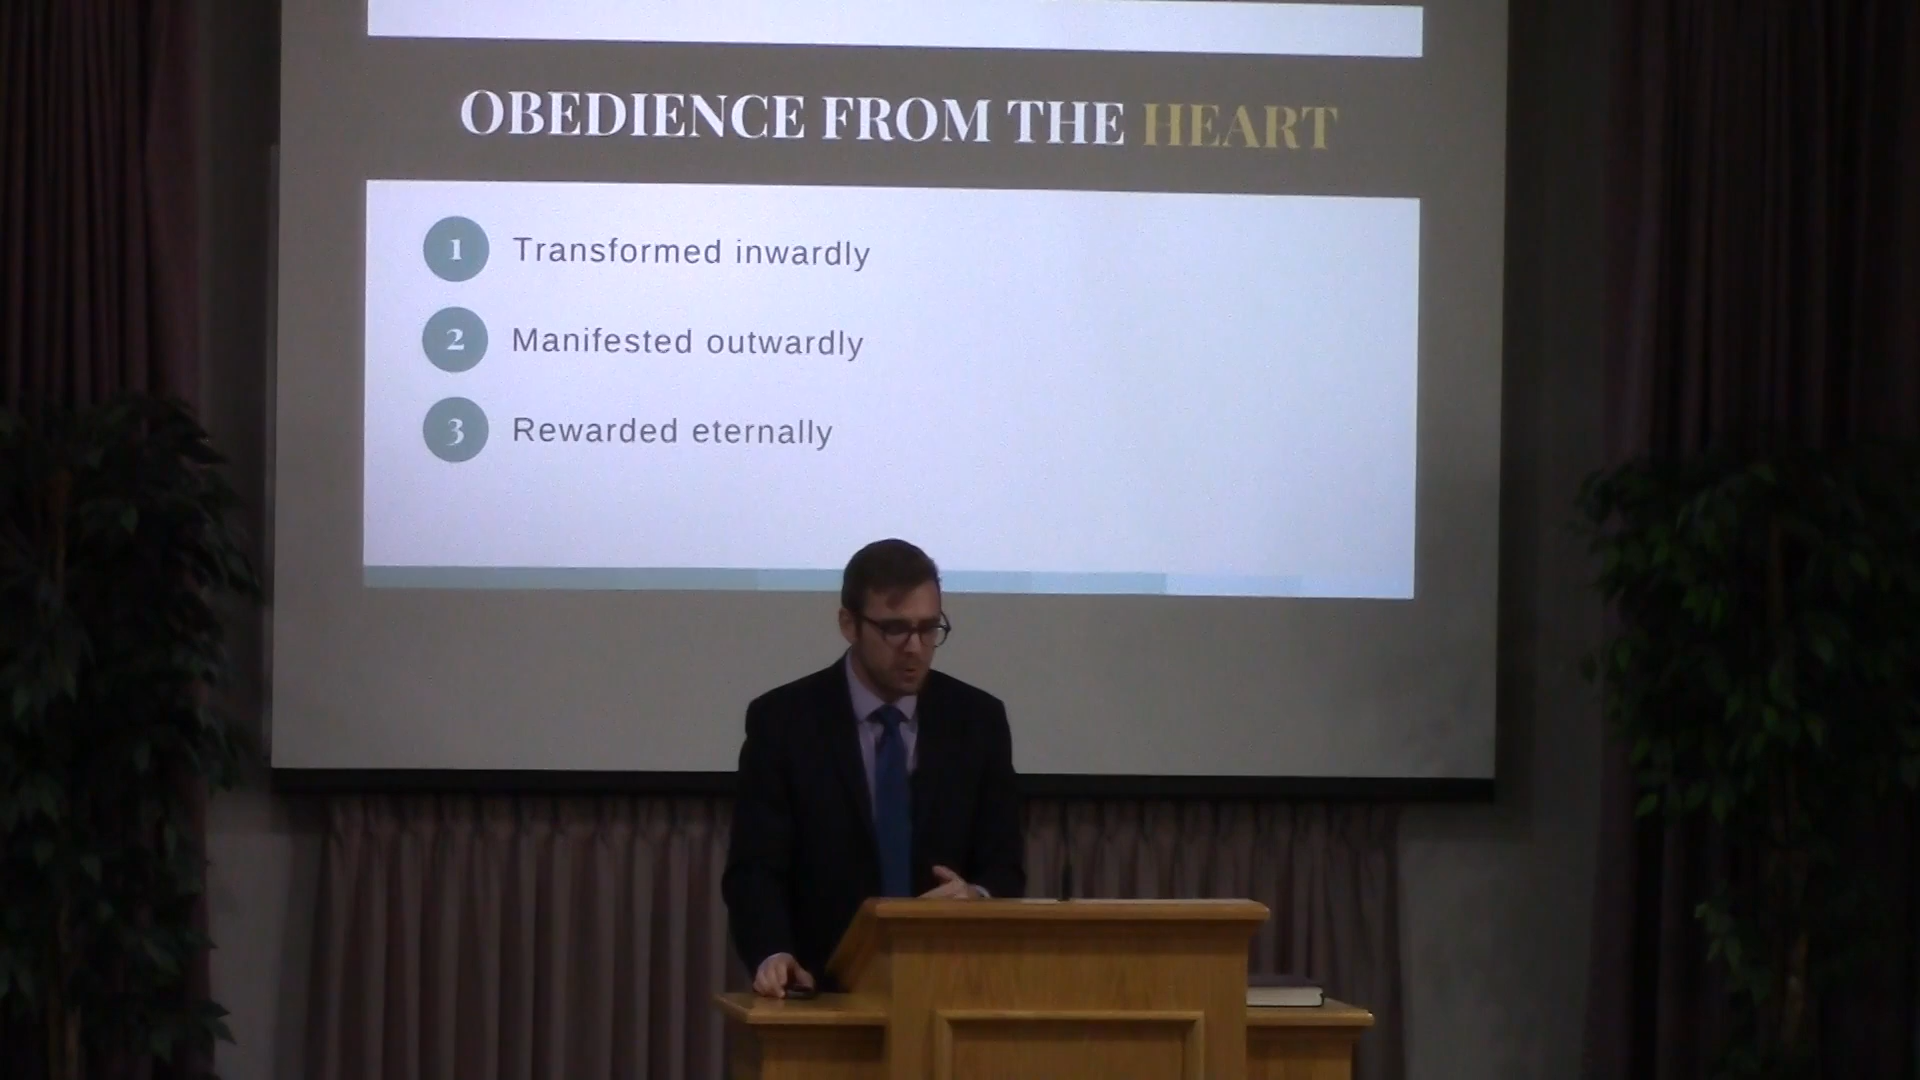 OBEDIENCE FROM THE HEART
1 Transformed inwardly
2 Manifested outwardly
3 Rewarded eternally